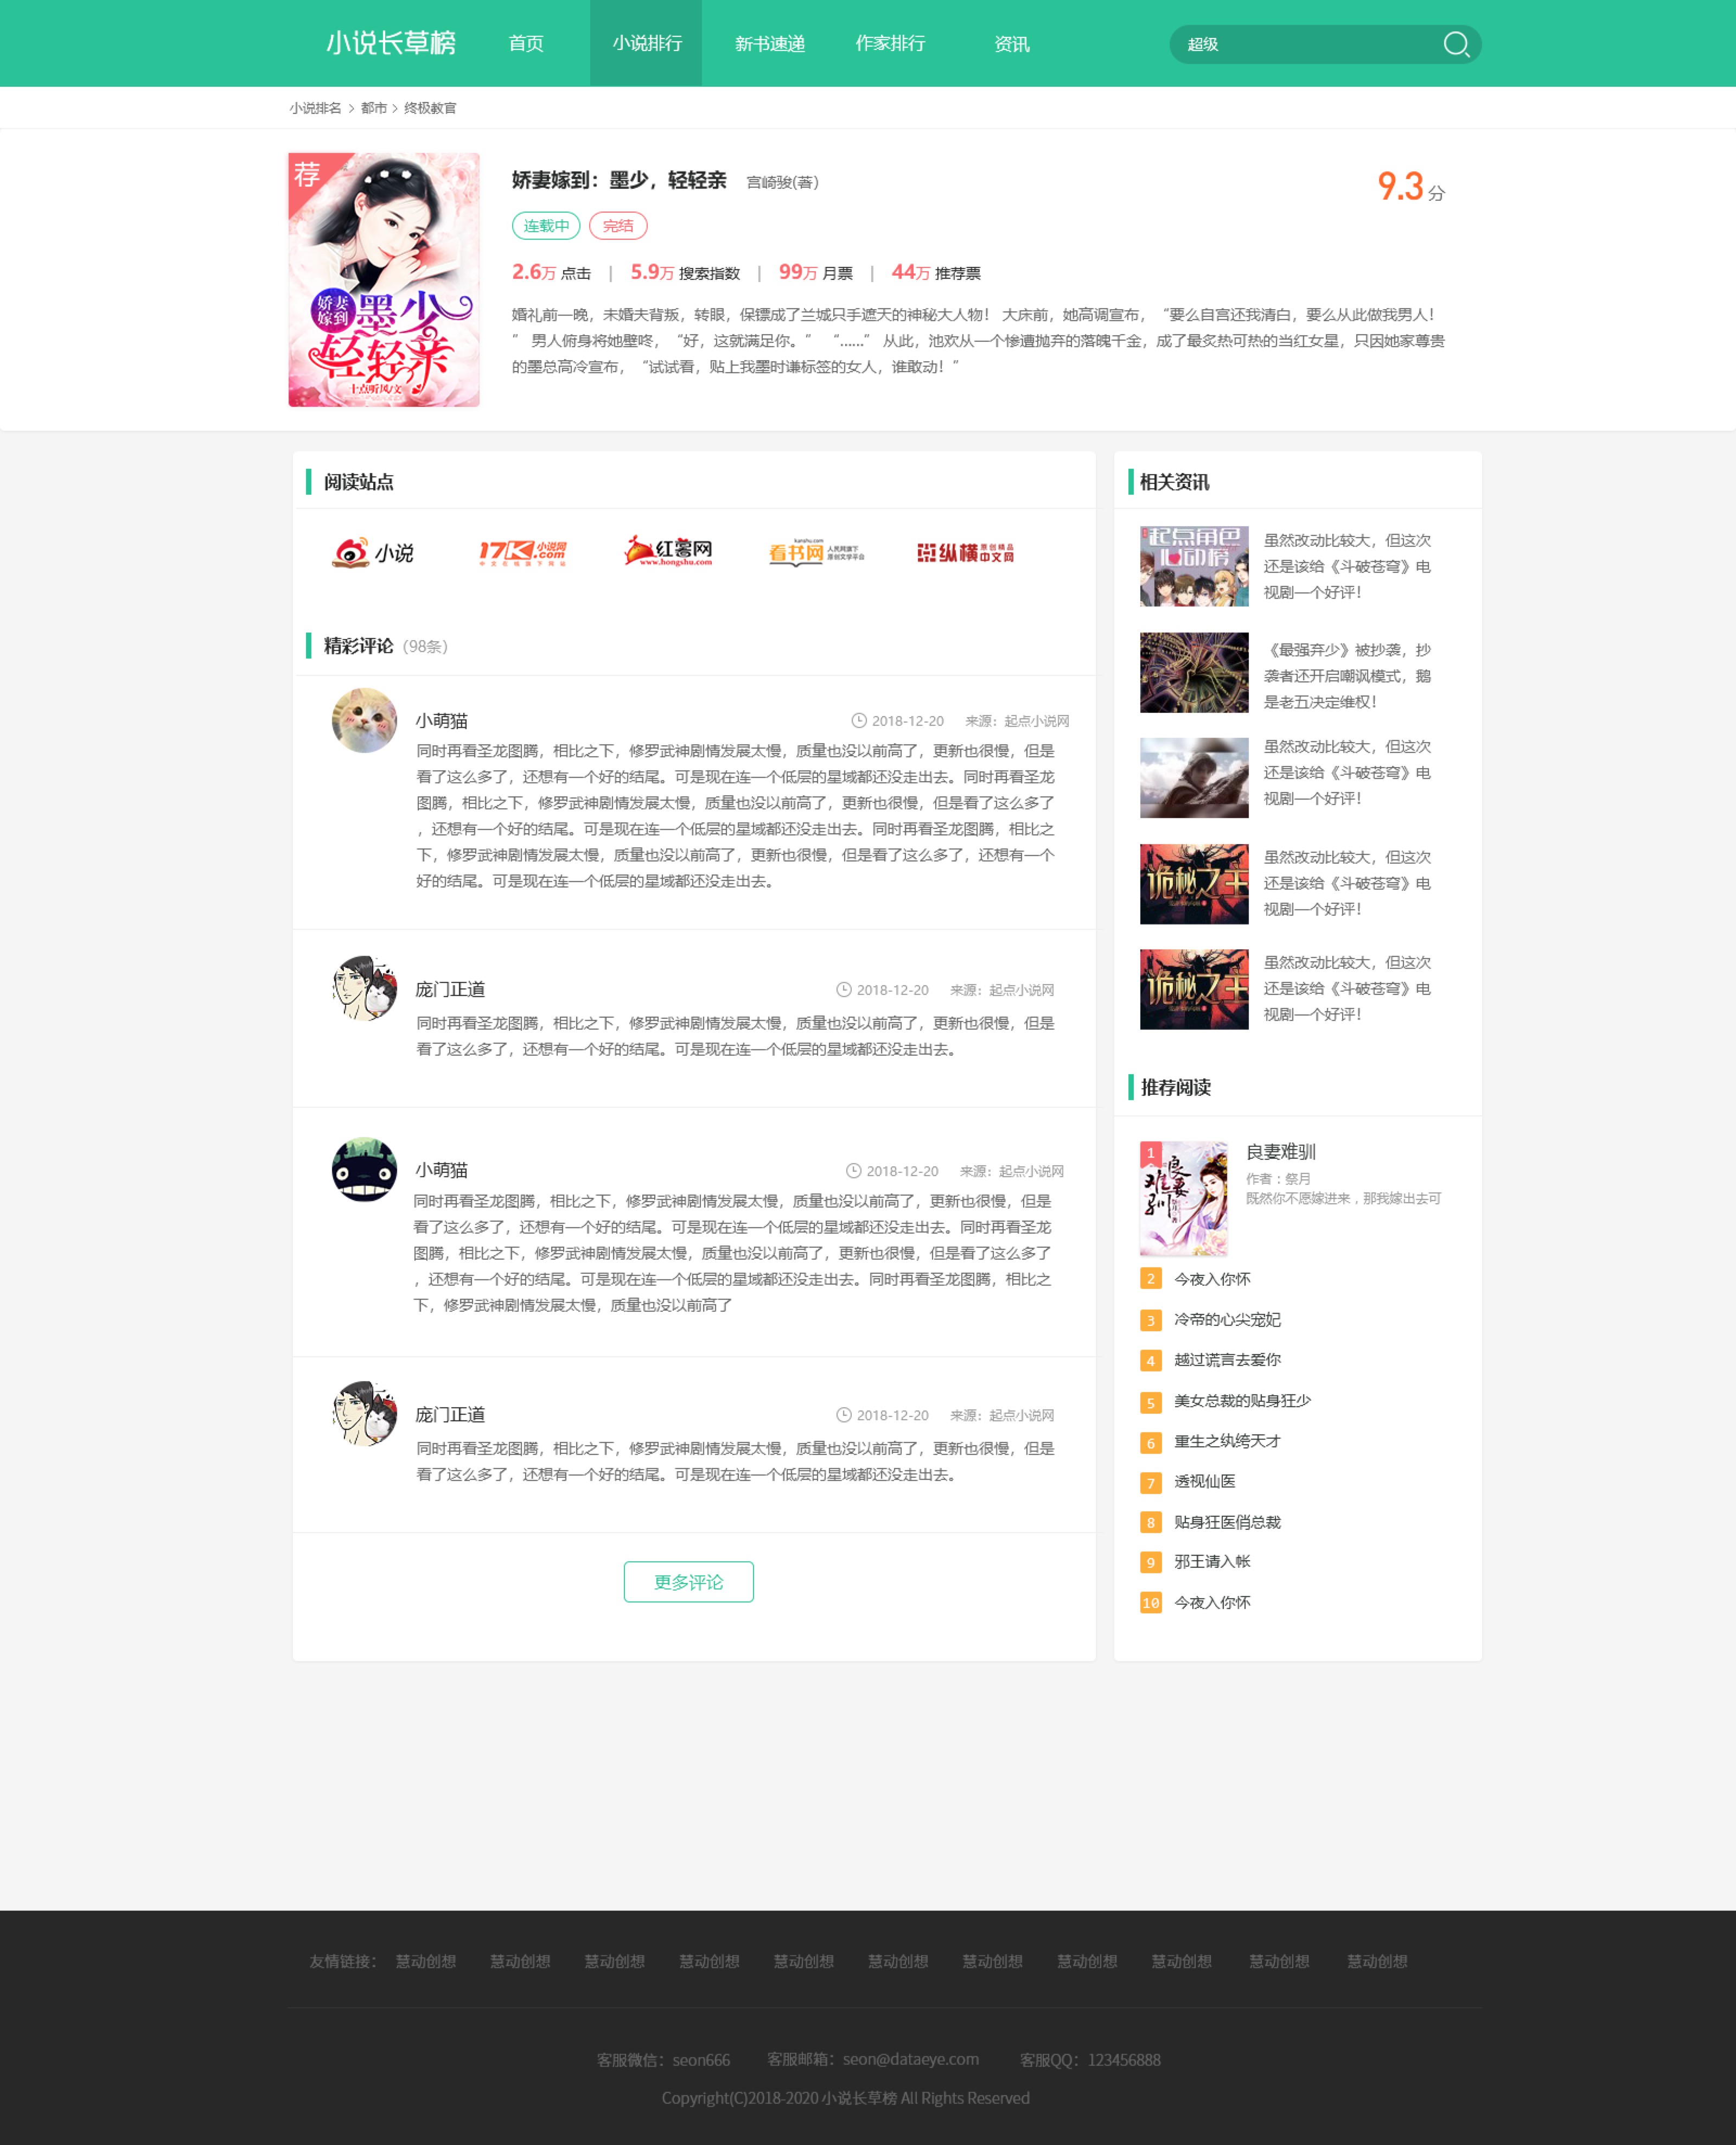 小说长草榜 首页 小说排行 新书速递 作家排行 资讯 超级
小说排名 > 都市 > 终极教官
荐
娇妻嫁到
墨少
轻轻亲
十点听风/文
娇妻嫁到：墨少，轻轻亲 宫崎骏(著)
9.3 分
连载中 完结
2.6万 点击 | 5.9万 搜索指数 | 99万 月票 | 44万 推荐票
婚礼前一晚，未婚夫背叛，转眼，保镖成了兰城只手遮天的神秘大人物！ 大床前，她高调宣布，“要么自宫还我清白，要么从此做我男人！
” 男人俯身将她壁咚，“好，这就满足你。” “……” 从此，池欢从一个惨遭抛弃的落魄千金，成了最炙热可热的当红女星，只因她家尊贵
的墨总高冷宣布，“试试看，贴上我墨时谦标签的女人，谁敢动！”
阅读站点
小说
17K 小说网 .com
中文在线旗下网站
红薯网
www.hongshu.com
kanshu.com
看书网 人民网旗下
原创文学平台
纵横 原创精品
中文网
精彩评论（98条）
小萌猫 2018-12-20 来源：起点小说网
同时再看圣龙图腾，相比之下，修罗武神剧情发展太慢，质量也没以前高了，更新也很慢，但是
看了这么多了，还想有一个好的结尾。可是现在连一个低层的星域都还没走出去。同时再看圣龙
图腾，相比之下，修罗武神剧情发展太慢，质量也没以前高了，更新也很慢，但是看了这么多了
，还想有一个好的结尾。可是现在连一个低层的星域都还没走出去。同时再看圣龙图腾，相比之
下，修罗武神剧情发展太慢，质量也没以前高了，更新也很慢，但是看了这么多了，还想有一个
好的结尾。可是现在连一个低层的星域都还没走出去。
庞门正道 2018-12-20 来源：起点小说网
同时再看圣龙图腾，相比之下，修罗武神剧情发展太慢，质量也没以前高了，更新也很慢，但是
看了这么多了，还想有一个好的结尾。可是现在连一个低层的星域都还没走出去。
小萌猫 2018-12-20 来源：起点小说网
同时再看圣龙图腾，相比之下，修罗武神剧情发展太慢，质量也没以前高了，更新也很慢，但是
看了这么多了，还想有一个好的结尾。可是现在连一个低层的星域都还没走出去。同时再看圣龙
图腾，相比之下，修罗武神剧情发展太慢，质量也没以前高了，更新也很慢，但是看了这么多了
，还想有一个好的结尾。可是现在连一个低层的星域都还没走出去。同时再看圣龙图腾，相比之
下，修罗武神剧情发展太慢，质量也没以前高了
庞门正道 2018-12-20 来源：起点小说网
同时再看圣龙图腾，相比之下，修罗武神剧情发展太慢，质量也没以前高了，更新也很慢，但是
看了这么多了，还想有一个好的结尾。可是现在连一个低层的星域都还没走出去。
更多评论
相关资讯
起点角色
心动榜
虽然改动比较大，但这次
还是该给《斗破苍穹》电
视剧一个好评！
《最强弃少》被抄袭，抄
袭者还开启嘲讽模式，鹅
是老五决定维权！
虽然改动比较大，但这次
还是该给《斗破苍穹》电
视剧一个好评！
诡秘之主
虽然改动比较大，但这次
还是该给《斗破苍穹》电
视剧一个好评！
诡秘之主
虽然改动比较大，但这次
还是该给《斗破苍穹》电
视剧一个好评！
推荐阅读
1
良妻难驯
良妻难驯
作者：祭月
既然你不愿嫁进来，那我嫁出去可
2 今夜入你怀
3 冷帝的心尖宠妃
4 越过谎言去爱你
5 美女总裁的贴身狂少
6 重生之纨绔天才
7 透视仙医
8 贴身狂医俏总裁
9 邪王请入帐
10 今夜入你怀
友情链接： 慧动创想 慧动创想 慧动创想 慧动创想 慧动创想 慧动创想 慧动创想 慧动创想 慧动创想 慧动创想 慧动创想
客服微信：seon666 客服邮箱：seon@dataeye.com 客服QQ：123456888
Copyright(C)2018-2020 小说长草榜 All Rights Reserved